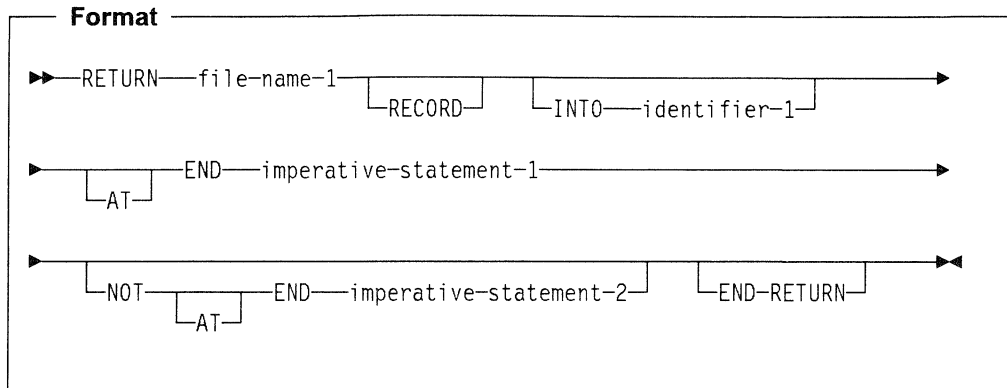 Format
RETURN file-name-1 RECORD INTO identifier-1
AT END imperative-statement-1
NOT AT END imperative-statement-2 END-RETURN